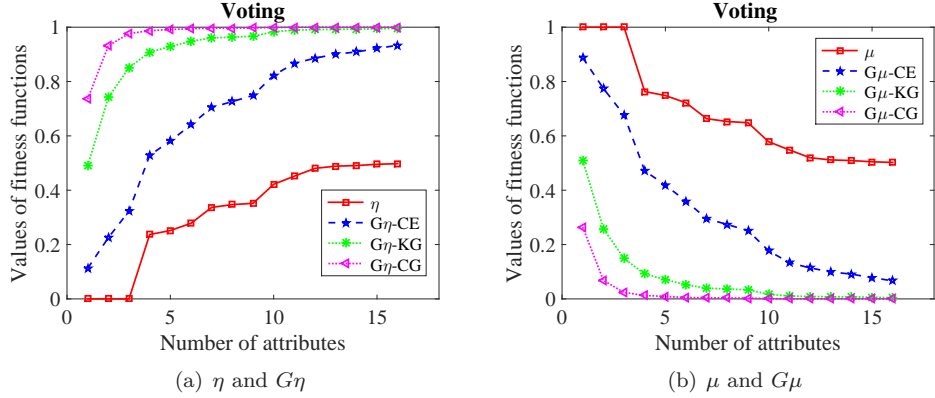 Voting
Values of fitness functions
1
0.8
0.6
0.4
0.2
0
0 5 10 15
Number of attributes
η
Gη-CE
Gη-KG
Gη-CG
(a) η and Gη
Voting
Values of fitness functions
1
0.8
0.6
0.4
0.2
0
0 5 10 15
Number of attributes
μ
Gμ-CE
Gμ-KG
Gμ-CG
(b) μ and Gμ